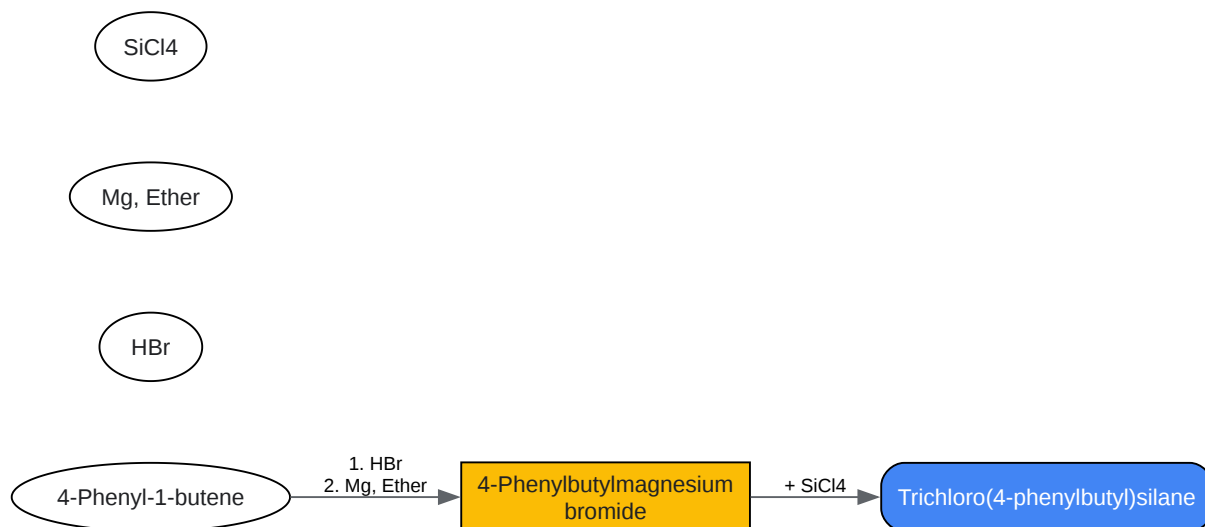 SiCl4
Mg, Ether
HBr
4-Phenyl-1-butene
1. HBr
2. Mg, Ether
4-Phenylbutylmagnesium
bromide
+ SiCl4
Trichloro(4-phenylbutyl)silane